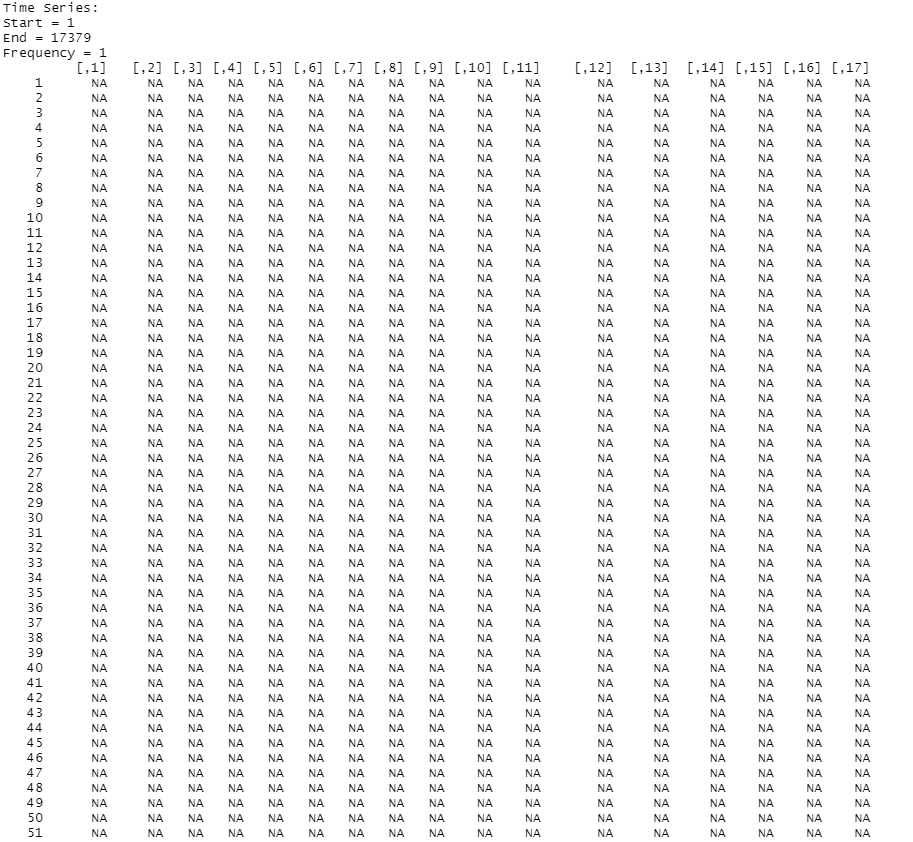 Time Series:
Start = 1
End = 17379
Frequency = 1
[,1] [,2] [,3] [,4] [,5] [,6] [,7] [,8] [,9] [,10] [,11] [,12] [,13] [,14] [,15] [,16] [,17]
1 NA NA NA NA NA NA NA NA NA NA NA NA NA NA NA NA NA
2 NA NA NA NA NA NA NA NA NA NA NA NA NA NA NA NA NA
3 NA NA NA NA NA NA NA NA NA NA NA NA NA NA NA NA NA
4 NA NA NA NA NA NA NA NA NA NA NA NA NA NA NA NA NA
5 NA NA NA NA NA NA NA NA NA NA NA NA NA NA NA NA NA
6 NA NA NA NA NA NA NA NA NA NA NA NA NA NA NA NA NA
7 NA NA NA NA NA NA NA NA NA NA NA NA NA NA NA NA NA
8 NA NA NA NA NA NA NA NA NA NA NA NA NA NA NA NA NA
9 NA NA NA NA NA NA NA NA NA NA NA NA NA NA NA NA NA
10 NA NA NA NA NA NA NA NA NA NA NA NA NA NA NA NA NA
11 NA NA NA NA NA NA NA NA NA NA NA NA NA NA NA NA NA
12 NA NA NA NA NA NA NA NA NA NA NA NA NA NA NA NA NA
13 NA NA NA NA NA NA NA NA NA NA NA NA NA NA NA NA NA
14 NA NA NA NA NA NA NA NA NA NA NA NA NA NA NA NA NA
15 NA NA NA NA NA NA NA NA NA NA NA NA NA NA NA NA NA
16 NA NA NA NA NA NA NA NA NA NA NA NA NA NA NA NA NA
17 NA NA NA NA NA NA NA NA NA NA NA NA NA NA NA NA NA
18 NA NA NA NA NA NA NA NA NA NA NA NA NA NA NA NA NA
19 NA NA NA NA NA NA NA NA NA NA NA NA NA NA NA NA NA
20 NA NA NA NA NA NA NA NA NA NA NA NA NA NA NA NA NA
21 NA NA NA NA NA NA NA NA NA NA NA NA NA NA NA NA NA
22 NA NA NA NA NA NA NA NA NA NA NA NA NA NA NA NA NA
23 NA NA NA NA NA NA NA NA NA NA NA NA NA NA NA NA NA
24 NA NA NA NA NA NA NA NA NA NA NA NA NA NA NA NA NA
25 NA NA NA NA NA NA NA NA NA NA NA NA NA NA NA NA NA
26 NA NA NA NA NA NA NA NA NA NA NA NA NA NA NA NA NA
27 NA NA NA NA NA NA NA NA NA NA NA NA NA NA NA NA NA
28 NA NA NA NA NA NA NA NA NA NA NA NA NA NA NA NA NA
29 NA NA NA NA NA NA NA NA NA NA NA NA NA NA NA NA NA
30 NA NA NA NA NA NA NA NA NA NA NA NA NA NA NA NA NA
31 NA NA NA NA NA NA NA NA NA NA NA NA NA NA NA NA NA
32 NA NA NA NA NA NA NA NA NA NA NA NA NA NA NA NA NA
33 NA NA NA NA NA NA NA NA NA NA NA NA NA NA NA NA NA
34 NA NA NA NA NA NA NA NA NA NA NA NA NA NA NA NA NA
35 NA NA NA NA NA NA NA NA NA NA NA NA NA NA NA NA NA
36 NA NA NA NA NA NA NA NA NA NA NA NA NA NA NA NA NA
37 NA NA NA NA NA NA NA NA NA NA NA NA NA NA NA NA NA
38 NA NA NA NA NA NA NA NA NA NA NA NA NA NA NA NA NA
39 NA NA NA NA NA NA NA NA NA NA NA NA NA NA NA NA NA
40 NA NA NA NA NA NA NA NA NA NA NA NA NA NA NA NA NA
41 NA NA NA NA NA NA NA NA NA NA NA NA NA NA NA NA NA
42 NA NA NA NA NA NA NA NA NA NA NA NA NA NA NA NA NA
43 NA NA NA NA NA NA NA NA NA NA NA NA NA NA NA NA NA
44 NA NA NA NA NA NA NA NA NA NA NA NA NA NA NA NA NA
45 NA NA NA NA NA NA NA NA NA NA NA NA NA NA NA NA NA
46 NA NA NA NA NA NA NA NA NA NA NA NA NA NA NA NA NA
47 NA NA NA NA NA NA NA NA NA NA NA NA NA NA NA NA NA
48 NA NA NA NA NA NA NA NA NA NA NA NA NA NA NA NA NA
49 NA NA NA NA NA NA NA NA NA NA NA NA NA NA NA NA NA
50 NA NA NA NA NA NA NA NA NA NA NA NA NA NA NA NA NA
51 NA NA NA NA NA NA NA NA NA NA NA NA NA NA NA NA NA